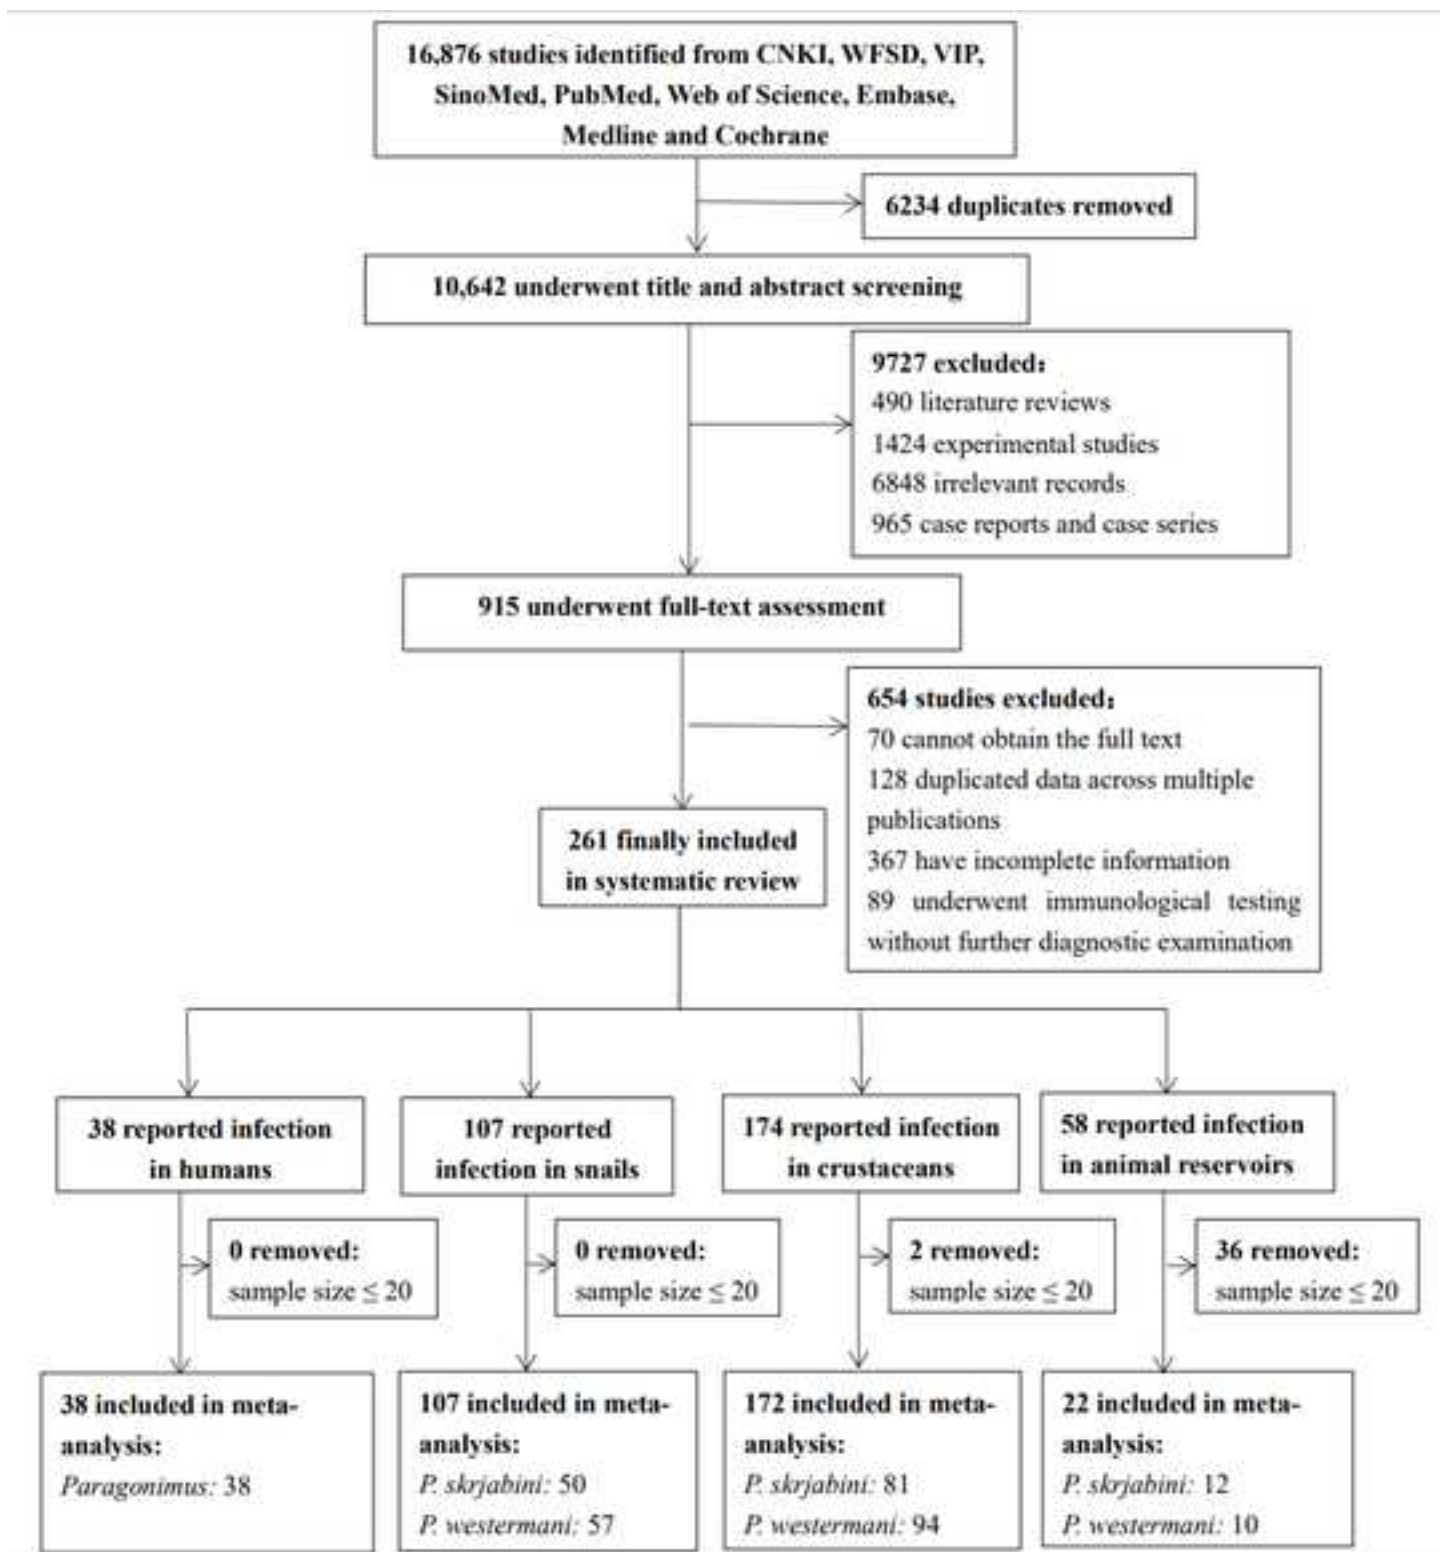 16,876 studies identified from CNKI, WFSD, VIP,
SinoMed, PubMed, Web of Science, Embase,
Medline and Cochrane
6234 duplicates removed
10,642 underwent title and abstract screening
9727 excluded:
490 literature reviews
1424 experimental studies
6848 irrelevant records
965 case reports and case series
915 underwent full-text assessment
654 studies excluded:
70 cannot obtain the full text
128 duplicated data across multiple
publications
367 have incomplete information
89 underwent immunological testing
without further diagnostic examination
261 finally included
in systematic review
38 reported infection
in humans
107 reported
infection in snails
174 reported infection
in crustaceans
58 reported infection
in animal reservoirs
0 removed:
sample size ≤ 20
0 removed:
sample size ≤ 20
2 removed:
sample size ≤ 20
36 removed:
sample size ≤ 20
38 included in meta-
analysis:
Paragonimus: 38
107 included in meta-
analysis:
P. skrjabini: 50
P. westermani: 57
172 included in meta-
analysis:
P. skrjabini: 81
P. westermani: 94
22 included in meta-
analysis:
P. skrjabini: 12
P. westermani: 10